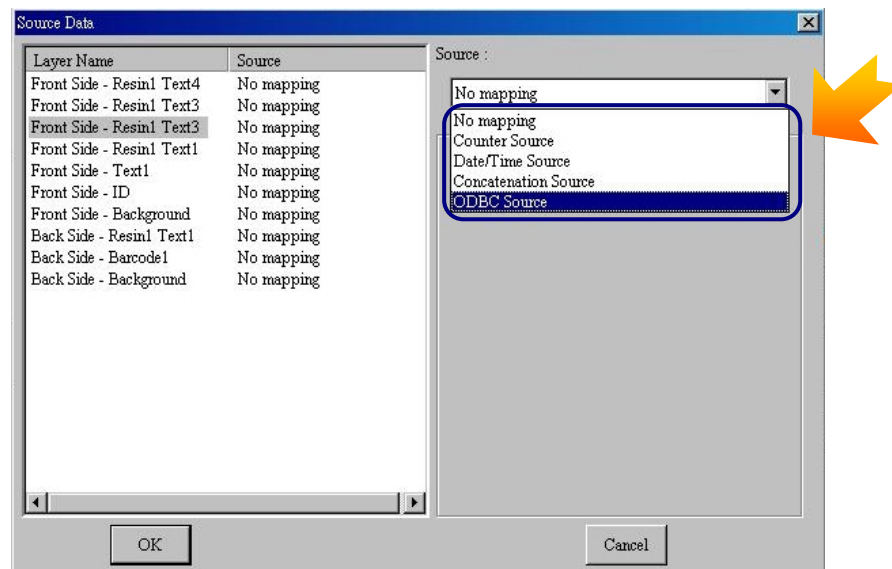 Source Data
Layer Name Source
Front Side - Resin1 Text4 No mapping
Front Side - Resin1 Text3 No mapping
Front Side - Resin1 Text3 No mapping
Front Side - Resin1 Text1 No mapping
Front Side - Text1 No mapping
Front Side - ID No mapping
Front Side - Background No mapping
Back Side - Resin1 Text1 No mapping
Back Side - Barcode1 No mapping
Back Side - Background No mapping
Source :
No mapping
No mapping
Counter Source
Date/Time Source
Concatenation Source
ODBC Source
OK
Cancel